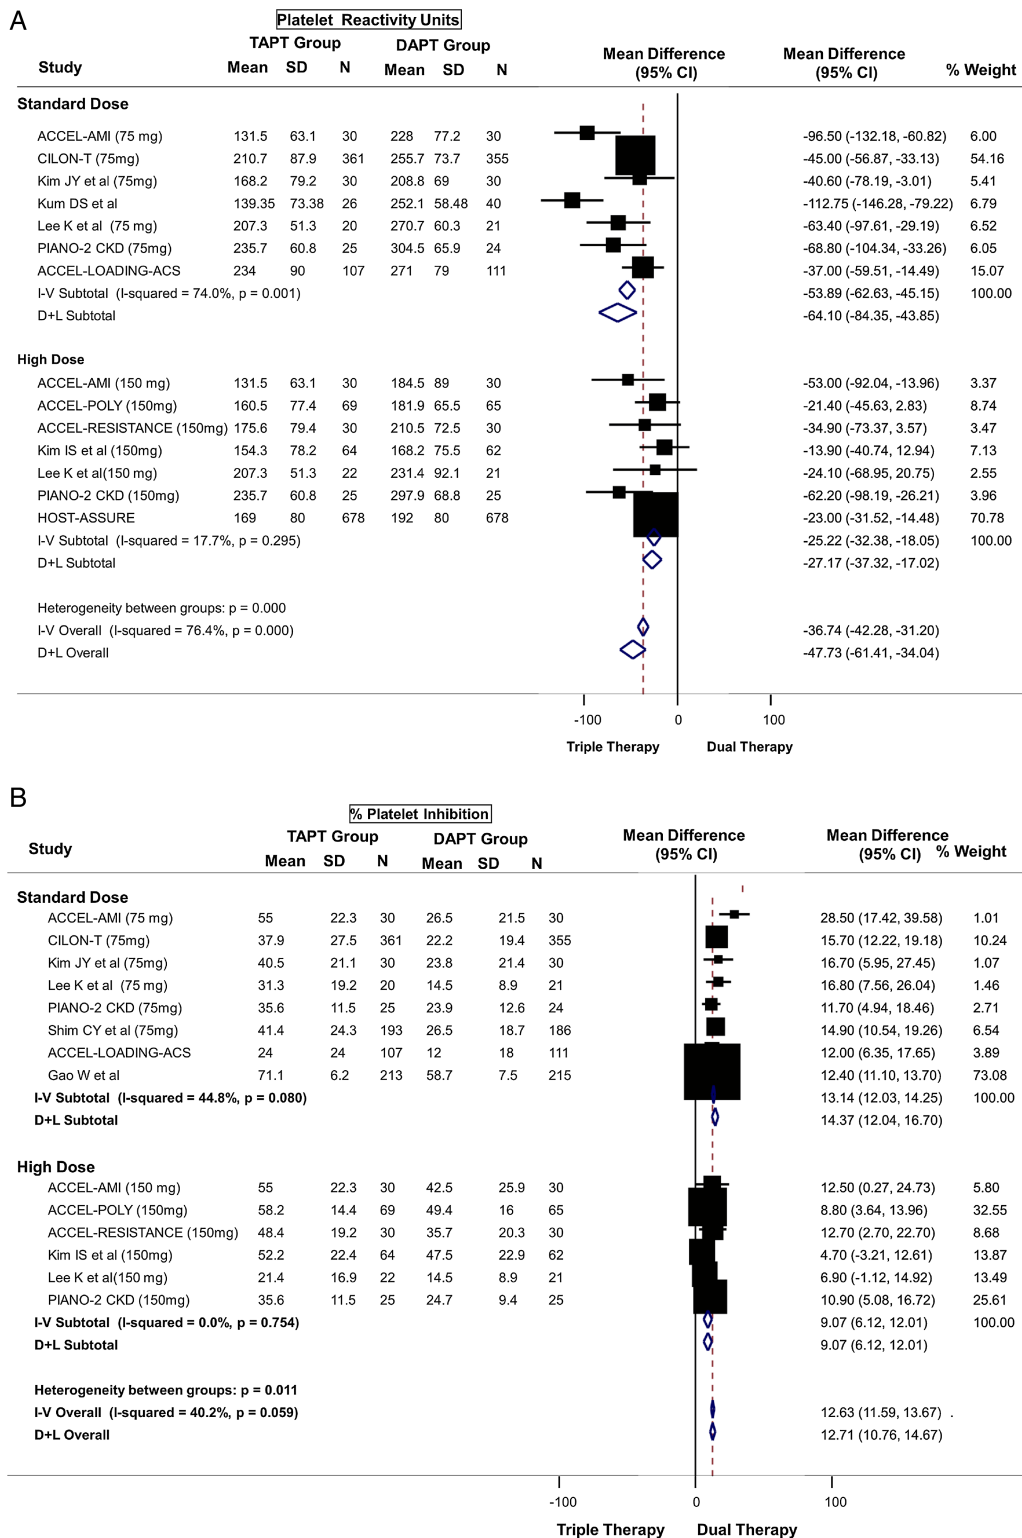 A
Platelet Reactivity Units
TAPT Group DAPT Group
Mean Difference (95% CI) Mean Difference (95% CI)
Study Mean SD N Mean SD N % Weight
Standard Dose
ACCEL-AMI (75 mg) 131.5 63.1 30 228 77.2 30 -96.50 (-132.18, -60.82) 6.00
CILON-T (75mg) 210.7 87.9 361 255.7 73.7 355 -45.00 (-56.87, -33.13) 54.16
Kim JY et al (75mg) 168.2 79.2 30 208.8 69 30 -40.60 (-78.19, -3.01) 5.41
Kum DS et al 139.35 73.38 26 252.1 58.48 40 -112.75 (-146.28, -79.22) 6.79
Lee K et al (75 mg) 207.3 51.3 20 270.7 60.3 21 -63.40 (-97.61, -29.19) 6.52
PIANO-2 CKD (75mg) 235.7 60.8 25 304.5 65.9 24 -68.80 (-104.34, -33.26) 6.05
ACCEL-LOADING-ACS 234 90 107 271 79 111 -37.00 (-59.51, -14.49) 15.07
I-V Subtotal (I-squared = 74.0%, p = 0.001) -53.89 (-62.63, -45.15) 100.00
D+L Subtotal -64.10 (-84.35, -43.85)
High Dose
ACCEL-AMI (150 mg) 131.5 63.1 30 184.5 89 30 -53.00 (-92.04, -13.96) 3.37
ACCEL-POLY (150mg) 160.5 77.4 69 181.9 65.5 65 -21.40 (-45.63, 2.83) 8.74
ACCEL-RESISTANCE (150mg) 175.6 79.4 30 210.5 72.5 30 -34.90 (-73.37, 3.57) 3.47
Kim IS et al (150mg) 154.3 78.2 64 168.2 75.5 62 -13.90 (-40.74, 12.94) 7.13
Lee K et al(150 mg) 207.3 51.3 22 231.4 92.1 21 -24.10 (-68.95, 20.75) 2.55
PIANO-2 CKD (150mg) 235.7 60.8 25 297.9 68.8 25 -62.20 (-98.19, -26.21) 3.96
HOST-ASSURE 169 80 678 192 80 678 -23.00 (-31.52, -14.48) 70.78
I-V Subtotal (I-squared = 17.7%, p = 0.295) -25.22 (-32.38, -18.05) 100.00
D+L Subtotal -27.17 (-37.32, -17.02)
Heterogeneity between groups: p = 0.000
I-V Overall (I-squared = 76.4%, p = 0.000) -36.74 (-42.28, -31.20)
D+L Overall -47.73 (-61.41, -34.04)
-100 0 100
Triple Therapy Dual Therapy
B
% Platelet Inhibition
TAPT Group DAPT Group
Mean Difference (95% CI) Mean Difference (95% CI)
Study Mean SD N Mean SD N % Weight
Standard Dose
ACCEL-AMI (75 mg) 55 22.3 30 26.5 21.5 30 28.50 (17.42, 39.58) 1.01
CILON-T (75mg) 37.9 27.5 361 22.2 19.4 355 15.70 (12.22, 19.18) 10.24
Kim JY et al (75mg) 40.5 21.1 30 23.8 21.4 30 16.70 (5.95, 27.45) 1.07
Lee K et al (75 mg) 31.3 19.2 20 14.5 8.9 21 16.80 (7.56, 26.04) 1.46
PIANO-2 CKD (75mg) 35.6 11.5 25 23.9 12.6 24 11.70 (4.94, 18.46) 2.71
Shim CY et al (75mg) 41.4 24.3 193 26.5 18.7 186 14.90 (10.54, 19.26) 6.54
ACCEL-LOADING-ACS 24 24 107 12 18 111 12.00 (6.35, 17.65) 3.89
Gao W et al 71.1 6.2 213 58.7 7.5 215 12.40 (11.10, 13.70) 73.08
I-V Subtotal (I-squared = 44.8%, p = 0.080) 13.14 (12.03, 14.25) 100.00
D+L Subtotal 14.37 (12.04, 16.70)
High Dose
ACCEL-AMI (150 mg) 55 22.3 30 42.5 25.9 30 12.50 (0.27, 24.73) 5.80
ACCEL-POLY (150mg) 58.2 14.4 69 49.4 16 65 8.80 (3.64, 13.96) 32.55
ACCEL-RESISTANCE (150mg) 48.4 19.2 30 35.7 20.3 30 12.70 (2.70, 22.70) 8.68
Kim IS et al (150mg) 52.2 22.4 64 47.5 22.9 62 4.70 (-3.21, 12.61) 13.87
Lee K et al(150 mg) 21.4 16.9 22 14.5 8.9 21 6.90 (-1.12, 14.92) 13.49
PIANO-2 CKD (150mg) 35.6 11.5 25 24.7 9.4 25 10.90 (5.08, 16.72) 25.61
I-V Subtotal (I-squared = 0.0%, p = 0.754) 9.07 (6.12, 12.01) 100.00
D+L Subtotal 9.07 (6.12, 12.01)
Heterogeneity between groups: p = 0.011
I-V Overall (I-squared = 40.2%, p = 0.059) 12.63 (11.59, 13.67) .
D+L Overall 12.71 (10.76, 14.67)
-100 0 100
Triple Therapy Dual Therapy